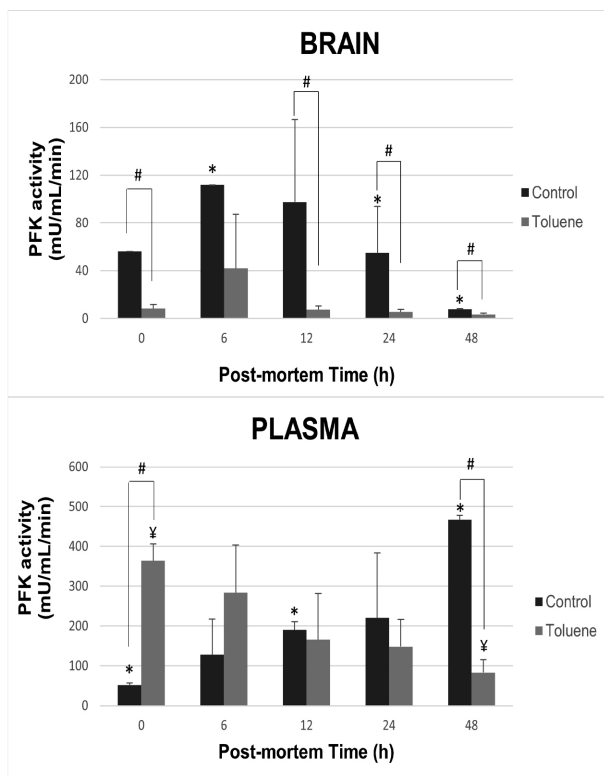 BRAIN
PFK activity
(mU/mL/min)
200
160
120
80
40
0
#
*
#
#
*
#
*
0 6 12 24 48
Post-mortem Time (h)
Control
Toluene
PLASMA
PFK activity
(mU/mL/min)
600
500
400
300
200
100
0
#
¥
*
*
#
*
¥
0 6 12 24 48
Post-mortem Time (h)
Control
Toluene